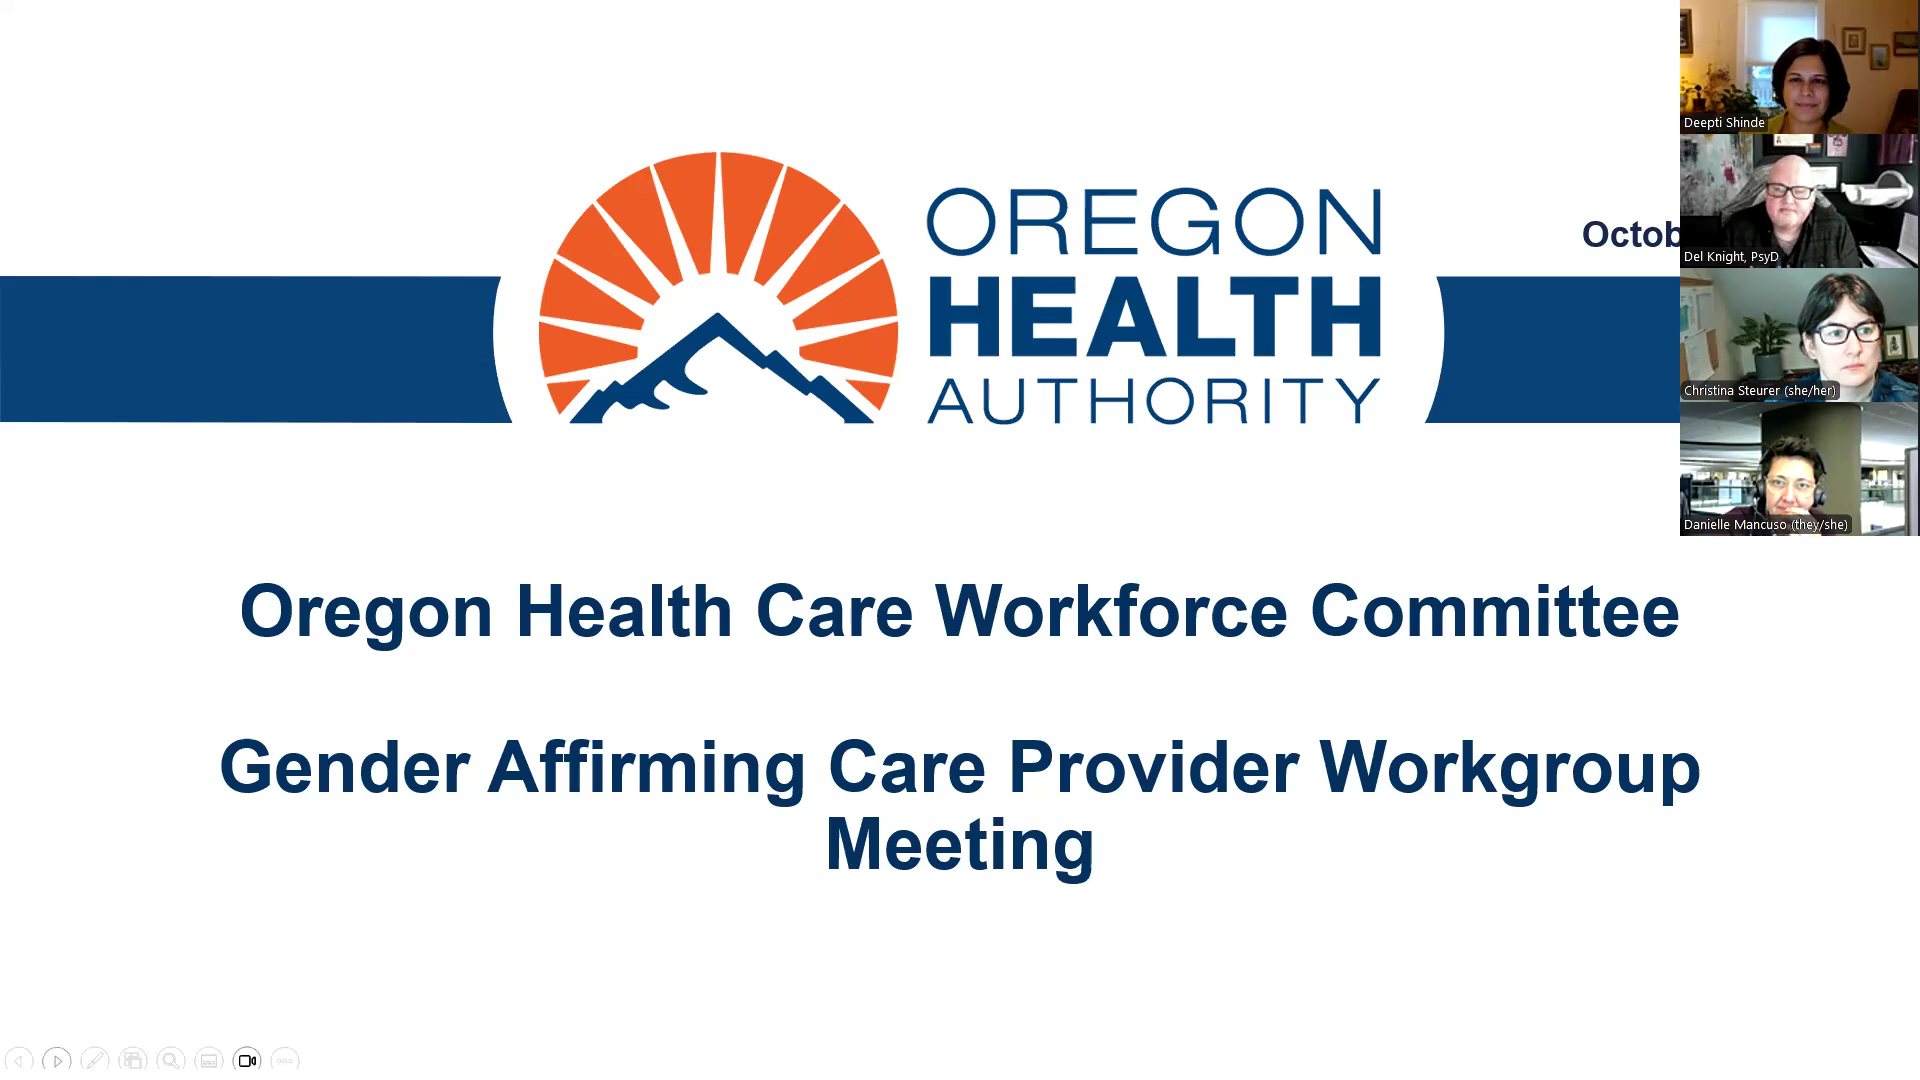 OREGON
HEALTH
AUTHORITY
Octob
Oregon Health Care Workforce Committee
Gender Affirming Care Provider Workgroup
Meeting
Deepti Shinde
Del Knight, PsyD
Christina Steurer (she/her)
Danielle Mancuso (they/she)